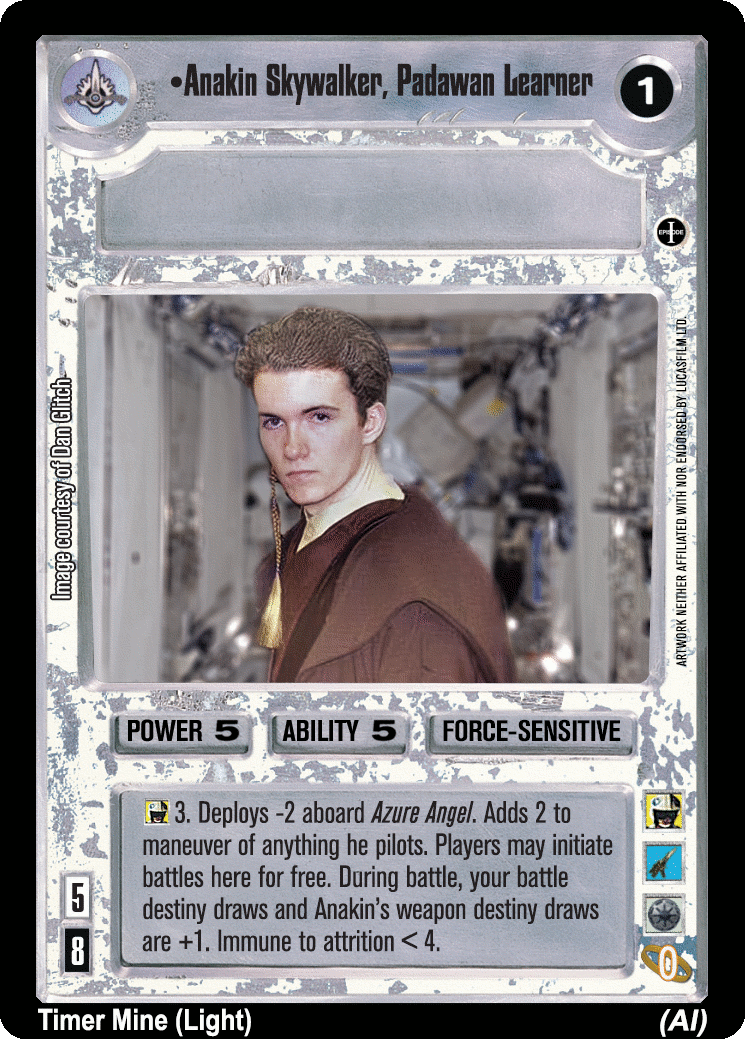 •Anakin Skywalker, Padawan Learner
1
EPISODE
I
Image courtesy of Dan Glitch
ARTWORK NEITHER AFFILIATED WITH NOR ENDORSED BY LUCASFILM LTD.
POWER 5
ABILITY 5
FORCE-SENSITIVE
3. Deploys -2 aboard Azure Angel. Adds 2 to
maneuver of anything he pilots. Players may initiate
battles here for free. During battle, your battle
destiny draws and Anakin's weapon destiny draws
are +1. Immune to attrition < 4.
5
8
0
Timer Mine (Light)
(AI)